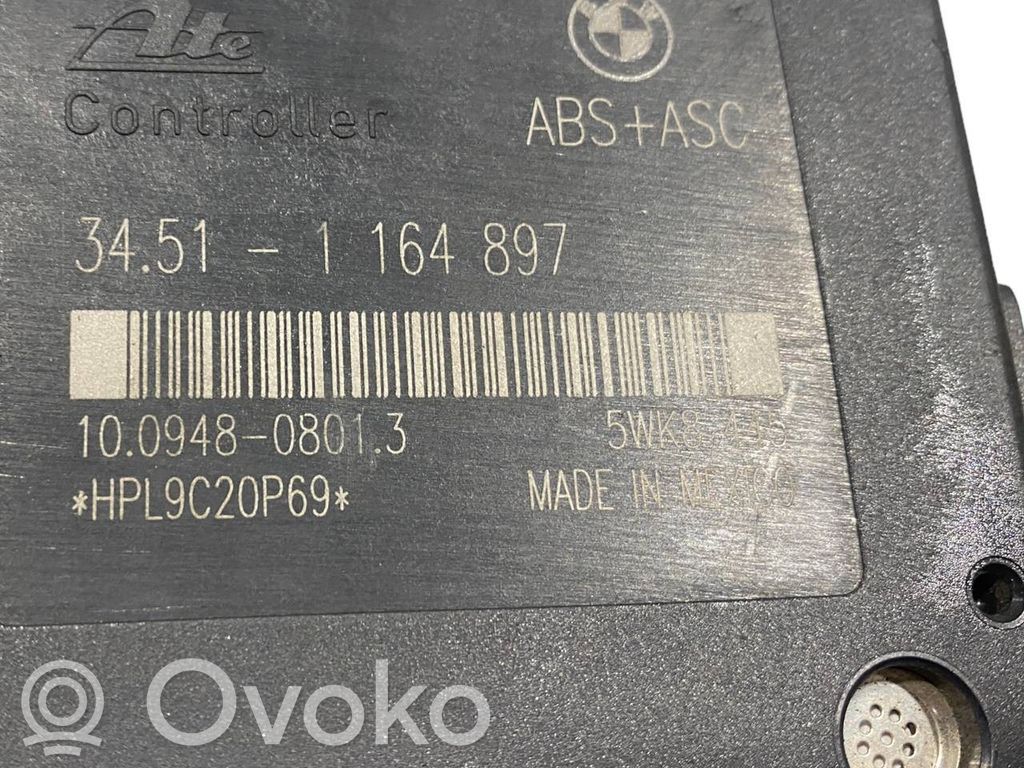 Ate
Controller
ABS+ASC
34.51 - 1 164 897
10.0948-0801.3
*HPL9C20P69*
MADE IN
Ovoko